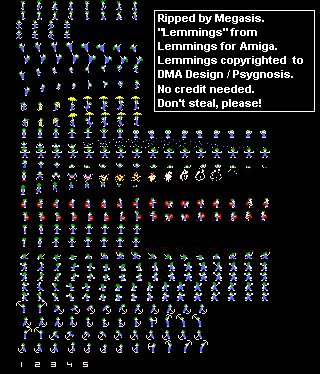 Ripped by Megasis.
"Lemmings" from
Lemmings for Amiga.
Lemmings copyrighted to
DMA Design / Psygnosis.
No credit needed.
Don't steal, please!
1 2 3 4 5